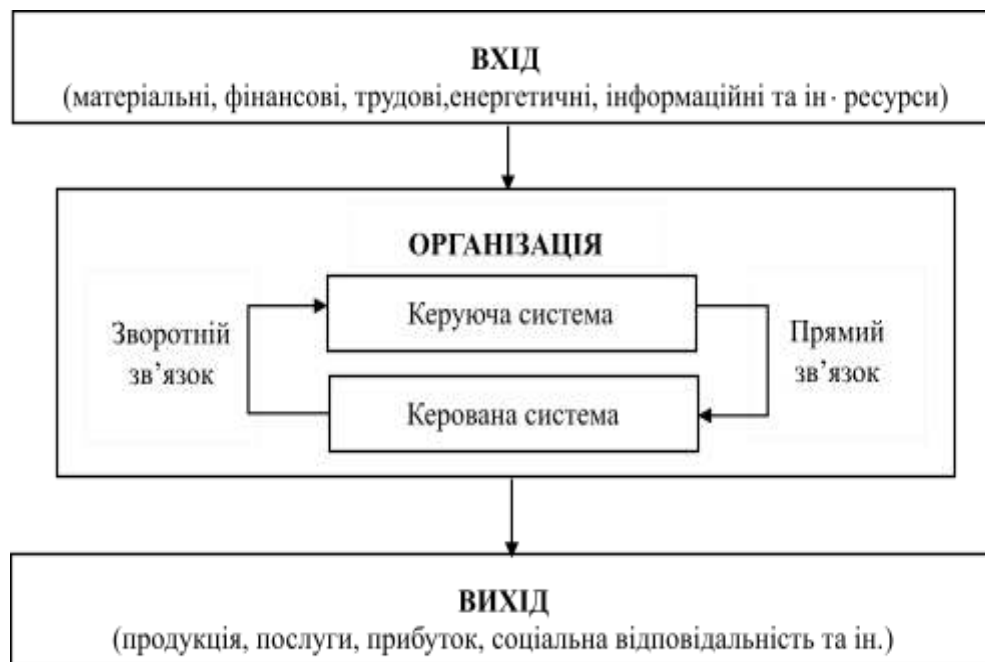 ВХІД
(матеріальні, фінансові, трудові,енергетичні, інформаційні та ін. ресурси)
ОРГАНІЗАЦІЯ
Керуюча система
Зворотній
зв’язок
Прямий
зв’язок
Керована система
ВИХІД
(продукція, послуги, прибуток, соціальна відповідальність та ін.)